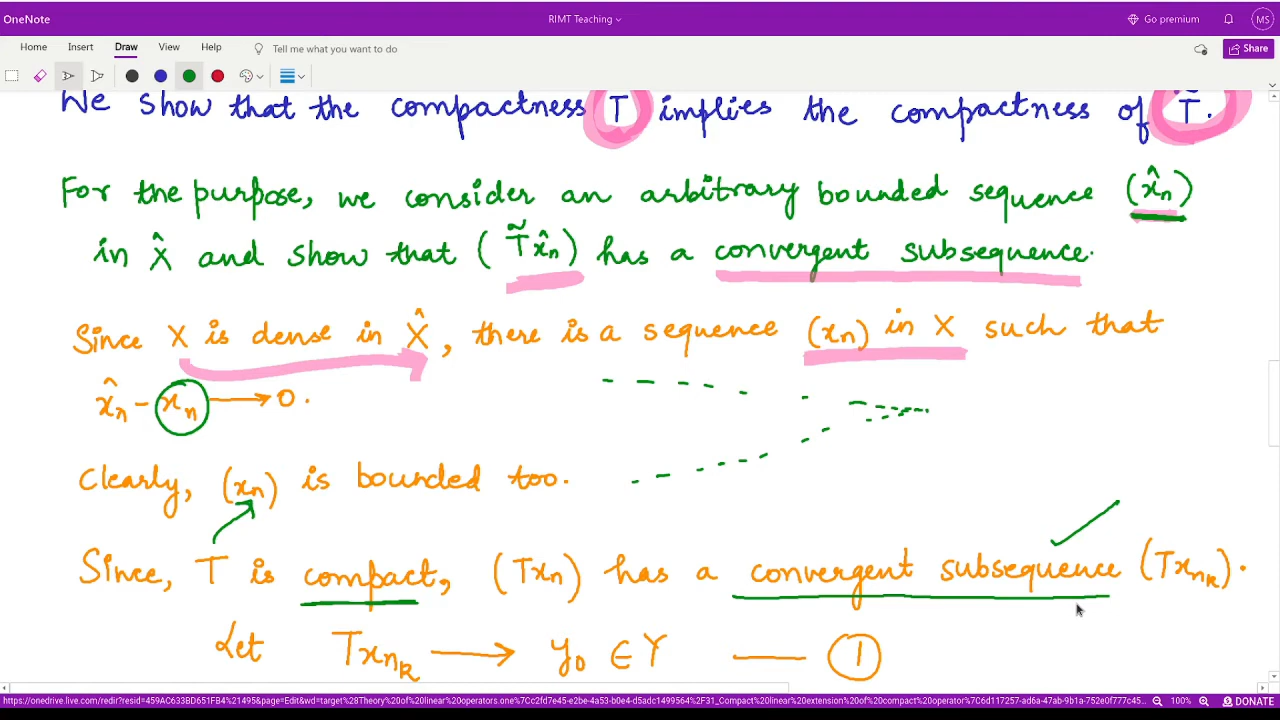 OneNote
RIMT Teaching
Go premium
MS
Home Insert Draw View Help Tell me what you want to do
Share
We show that the compactness T implies the compactness of T̃.
For the purpose, we consider an arbitrary bounded sequence (x̂n)
in X̂ and show that (T̃x̂n) has a convergent subsequence.
Since X is dense in X̂, there is a sequence (xn) in X such that
x̂n - xn → 0.
Clearly, (xn) is bounded too.
Since, T is compact, (Txn) has a convergent subsequence (Txnk).
Let Txnk → y0 ∈ Y — ①
100%
DONATE